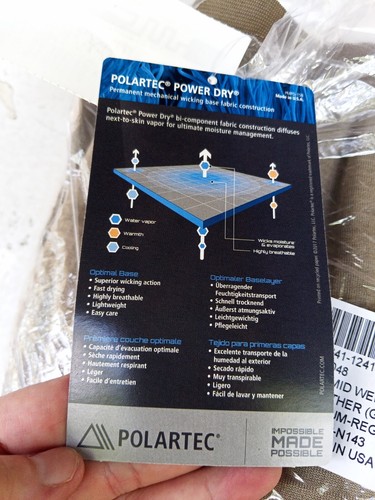 POLARTEC® POWER DRY®
Permanent mechanical wicking base fabric construction
Made in U.S.A.
Polartec® Power Dry® bi-component fabric construction diffuses
next-to-skin vapor for ultimate moisture management.
Water vapor
Warmth
Cooling
Wicks moisture
& evaporates
Highly breathable
Optimal Base
• Superior wicking action
• Fast drying
• Highly breathable
• Lightweight
• Easy care
Optimaler Baselayer
• Überragender
Feuchtigkeitstransport
• Schnell trocknend
• Äußerst atmungsaktiv
• Leichtgewichtig
• Pflegeleicht
Première couche optimale
• Capacité d'évacuation optimale
• Sèche rapidement
• Hautement respirant
• Léger
• Facile d'entretien
Tejido para primeras capas
• Excelente transporte de la
humedad al exterior
• Secado rápido
• Muy transpirable
• Ligero
• Fácil de lavar y mantener
POLARTEC®
IMPOSSIBLE
MADE
POSSIBLE
POLARTEC.COM
41-1241
48
MID WE
THER (G
M-REG
-N143
IN USA